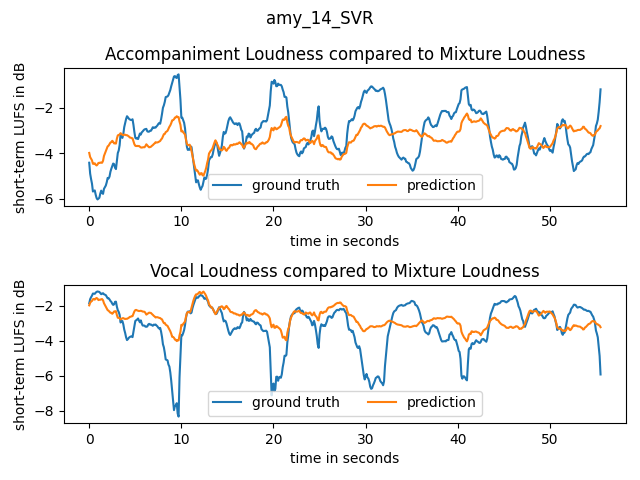 amy_14_SVR
Accompaniment Loudness compared to Mixture Loudness
short-term LUFS in dB
−2
−4
−6
ground truth
prediction
0 10 20 30 40 50
time in seconds
Vocal Loudness compared to Mixture Loudness
short-term LUFS in dB
−2
−4
−6
−8
ground truth
prediction
0 10 20 30 40 50
time in seconds